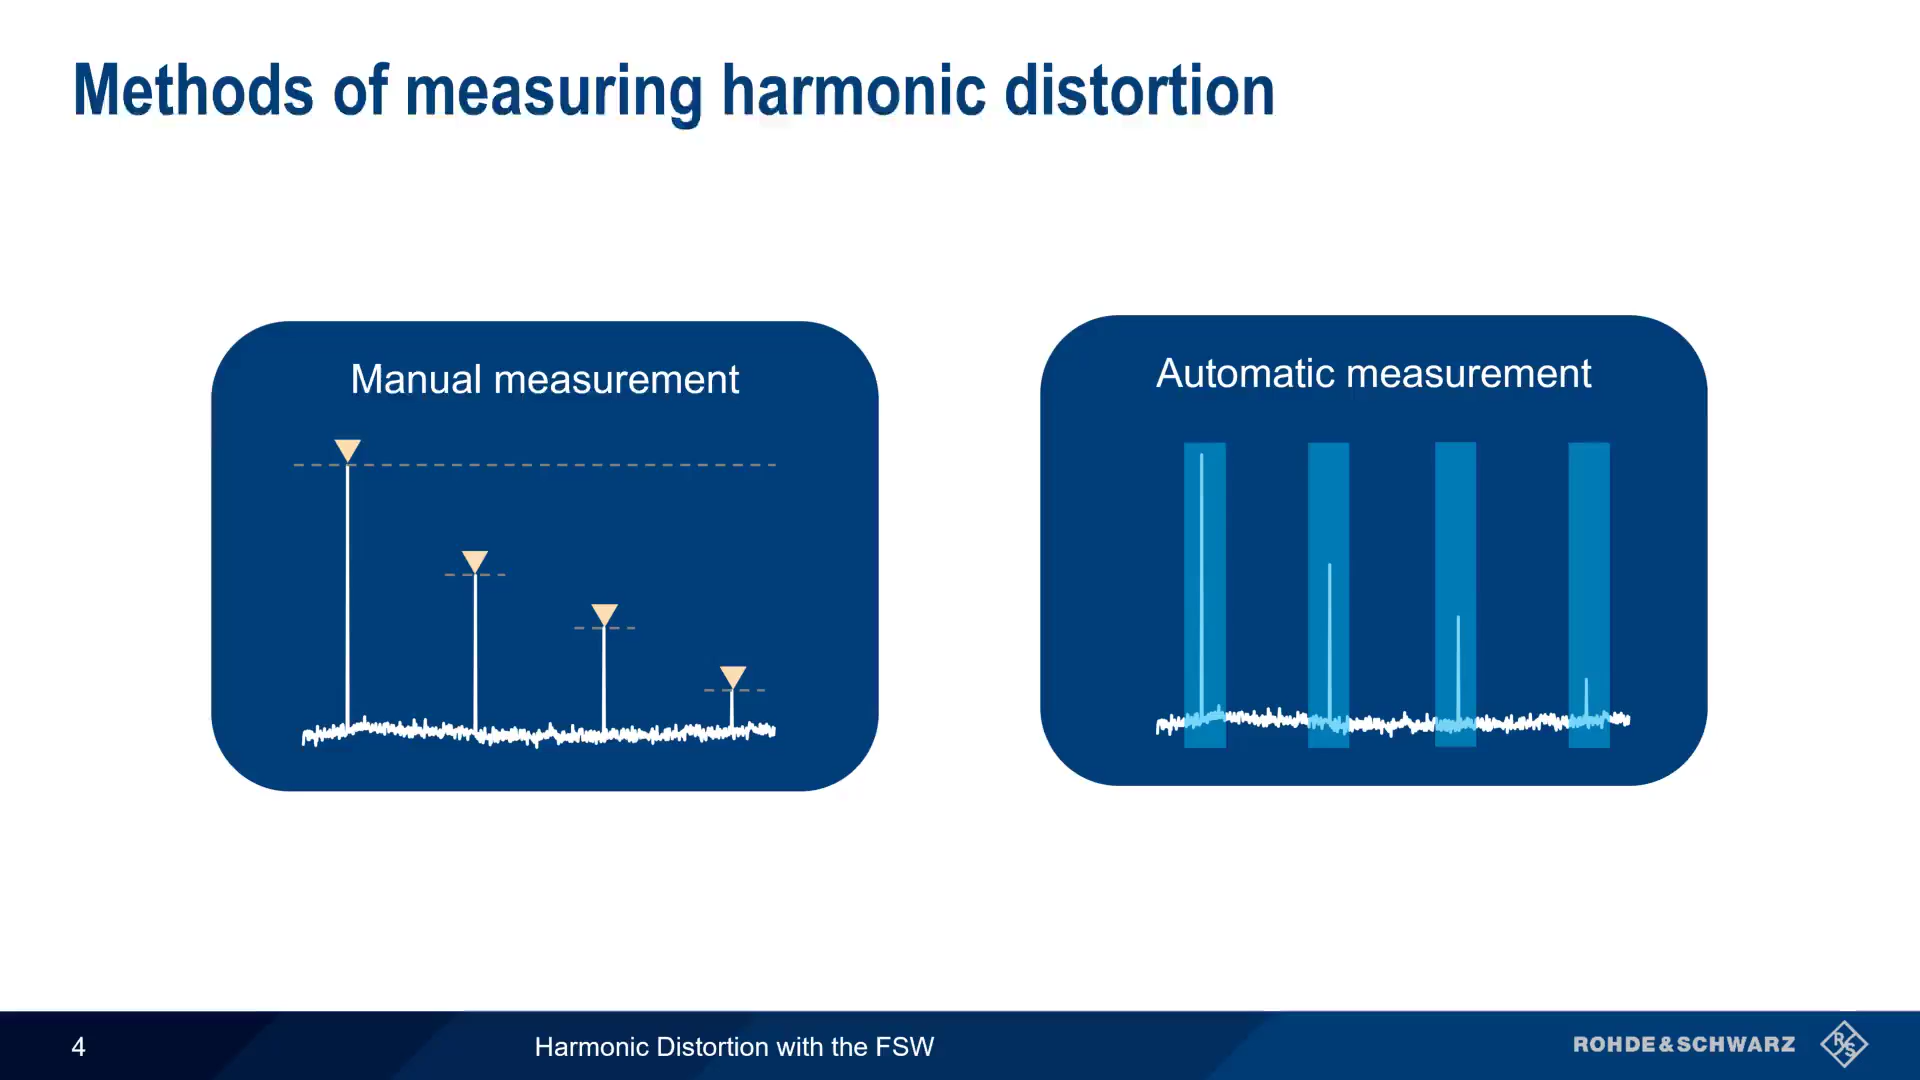 Methods of measuring harmonic distortion
Manual measurement
Automatic measurement
4
Harmonic Distortion with the FSW
ROHDE&SCHWARZ
R&S